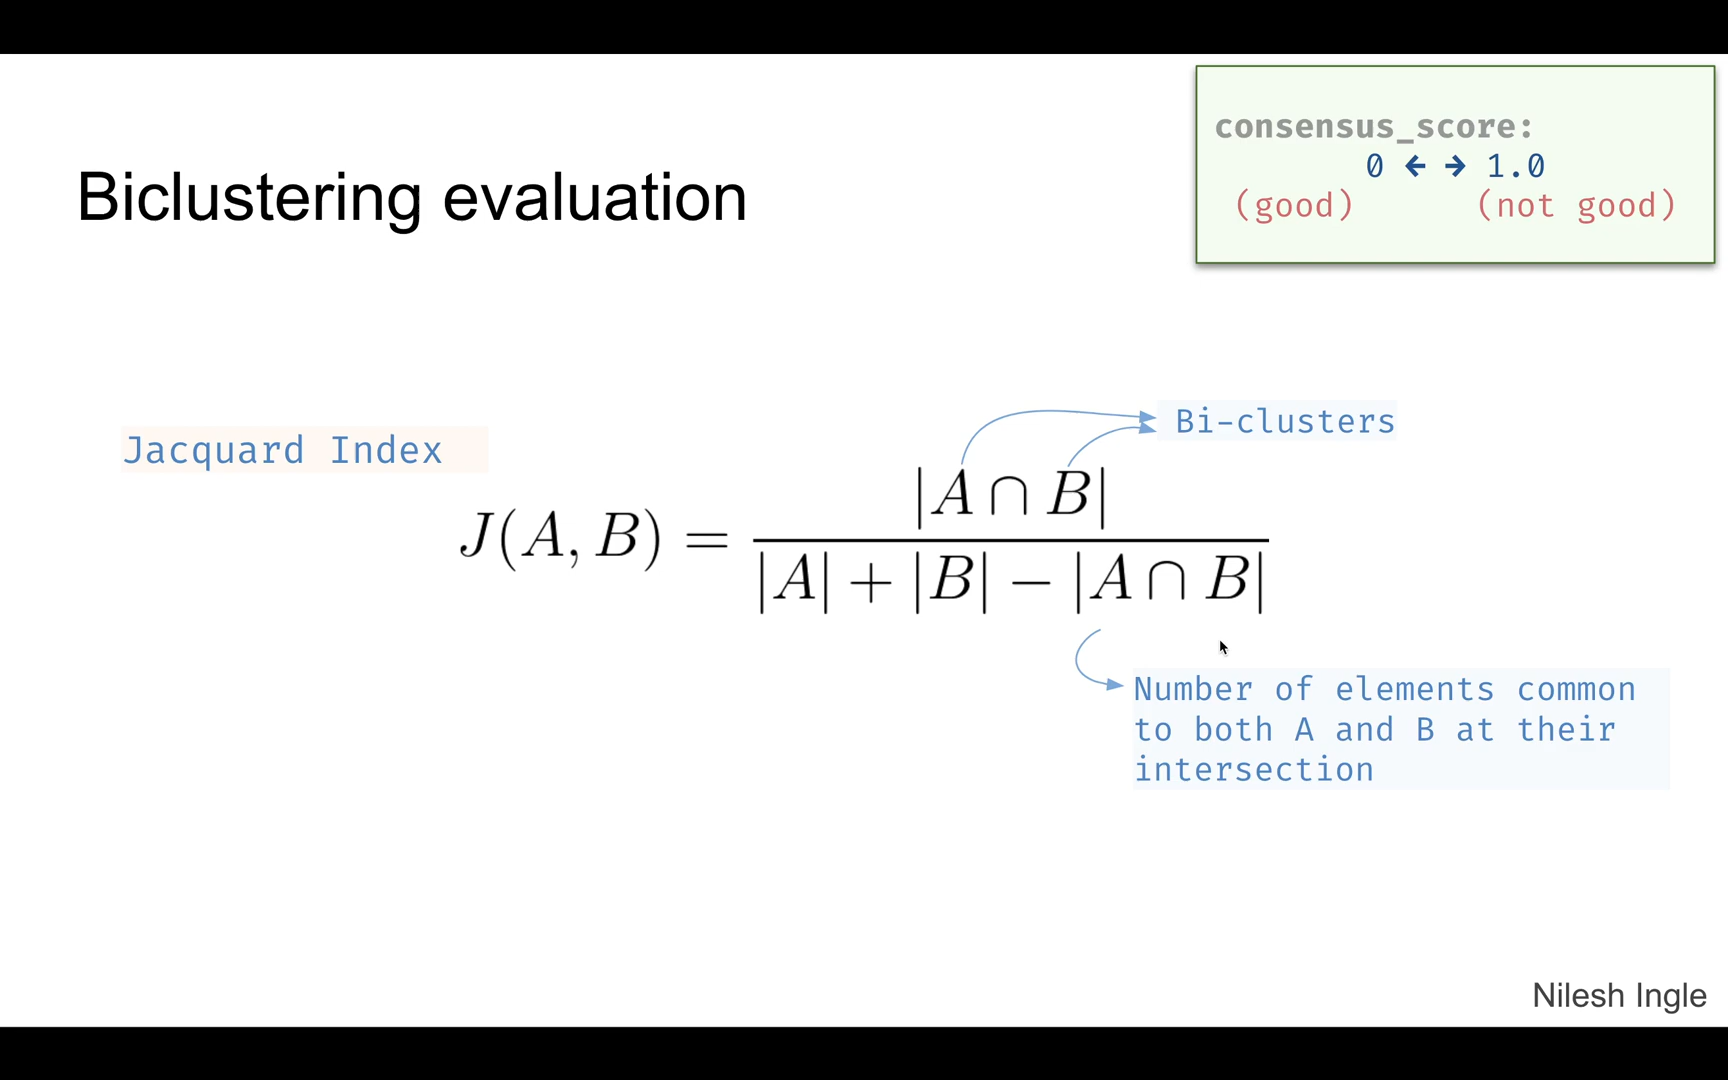 consensus_score:
0 ← → 1.0
(good) (not good)
Biclustering evaluation
Bi-clusters
Jacquard Index
J(A, B) = |A ∩ B| / |A| + |B| − |A ∩ B|
Number of elements common
to both A and B at their
intersection
Nilesh Ingle